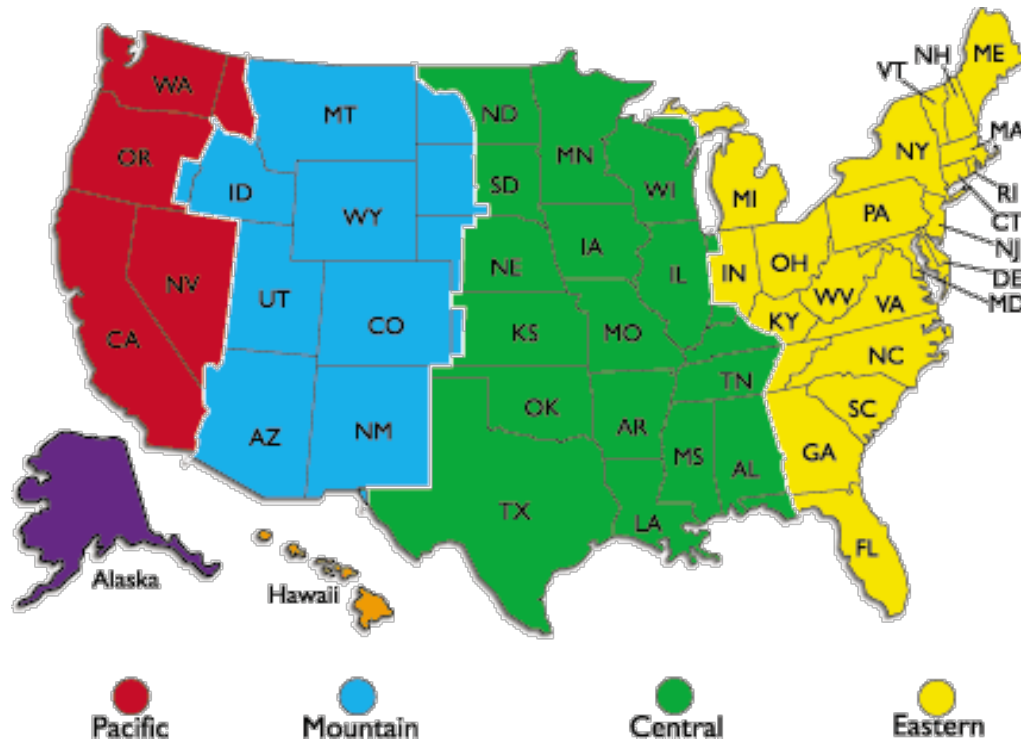 WA
MT
ND
MN
OR
ID
WY
SD
WI
MI
NY
VT
NH
ME
MA
RI
CT
NJ
DE
MD
PA
NV
UT
CO
NE
IA
IL
IN
OH
WV
VA
KY
CA
KS
MO
NC
TN
SC
AZ
NM
OK
AR
MS
AL
GA
TX
LA
FL
Alaska
Hawaii
Pacific
Mountain
Central
Eastern